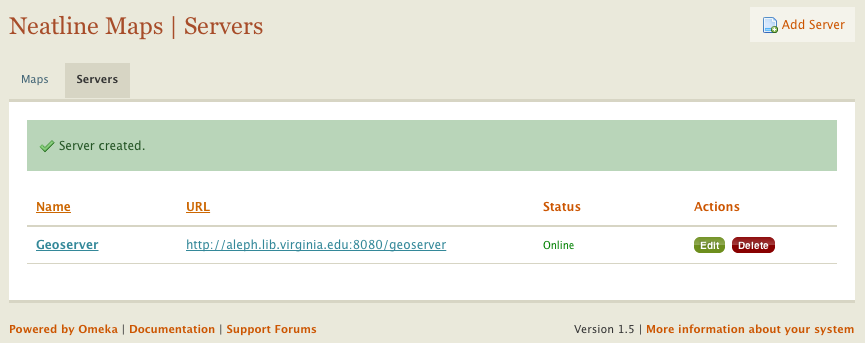 Neatline Maps | Servers
Add Server
Maps Servers
Server created.
Name URL Status Actions
Geoserver http://aleph.lib.virginia.edu:8080/geoserver Online Edit Delete
Powered by Omeka | Documentation | Support Forums Version 1.5 | More information about your system